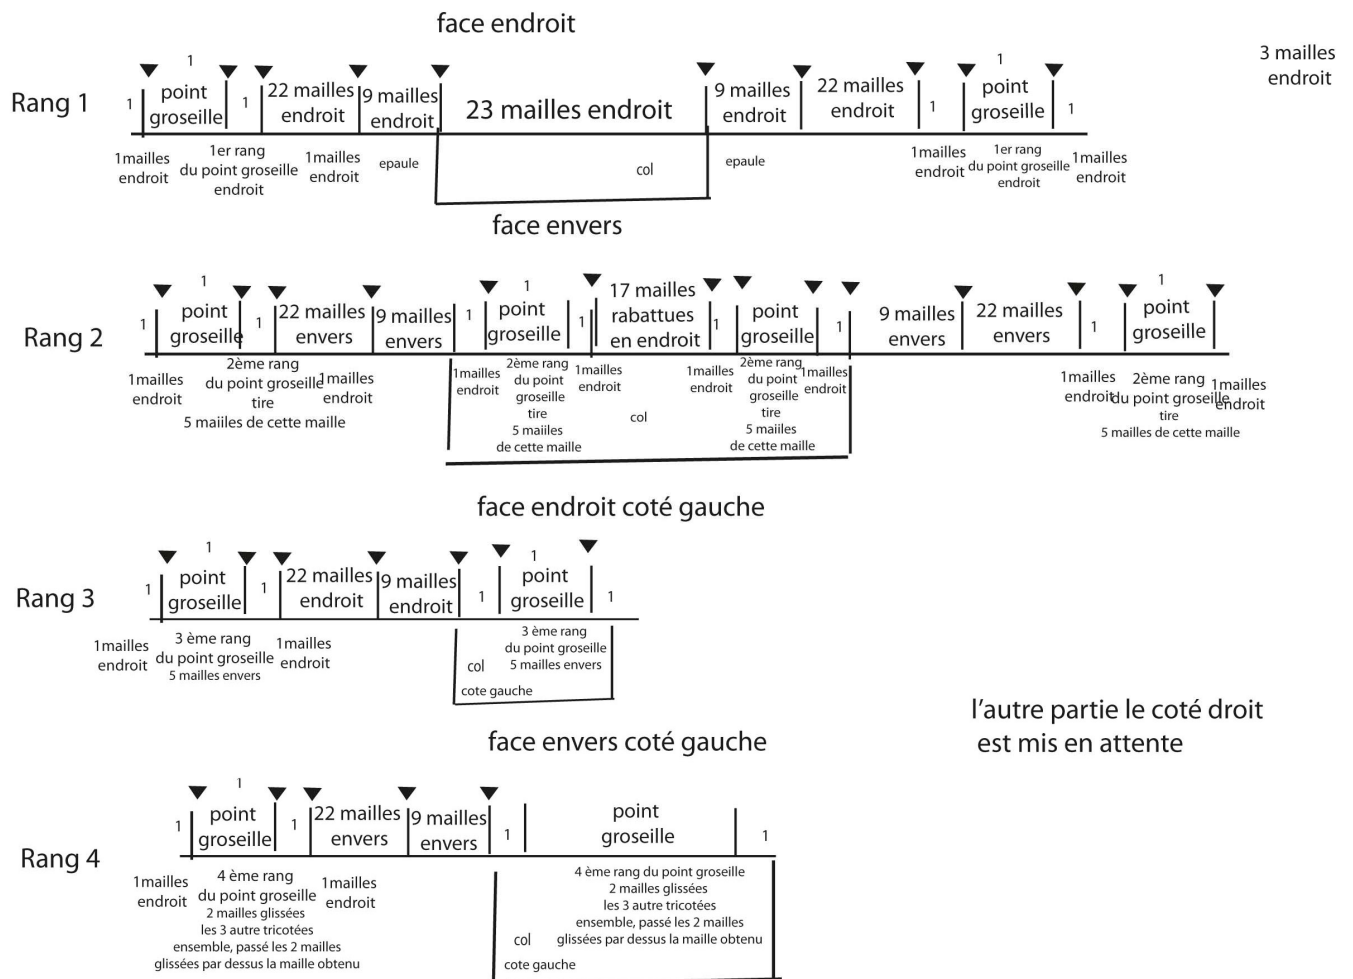 face endroit
3 mailles
endroit
Rang 1
1
1
point
groseille
1
22 mailles
endroit
9 mailles
endroit
23 mailles endroit
9 mailles
endroit
22 mailles
endroit
1
1
point
groseille
1
1mailles
endroit
1er rang
du point groseille
endroit
1mailles
endroit
epaule
col
epaule
1mailles
endroit
1er rang
du point groseille
endroit
1mailles
endroit
face envers
Rang 2
1
1
point
groseille
1
22 mailles
envers
9 mailles
envers
1
1
point
groseille
1
17 mailles
rabattues
en endroit
1
point
groseille
1
9 mailles
envers
22 mailles
envers
1
1
point
groseille
1mailles
endroit
2ème rang
du point groseille
tire
5 maiiles de cette maille
1mailles
endroit
1mailles
endroit
2ème rang
du point
groseille
tire
5 maiiles
de cette maille
1mailles
endroit
col
1mailles
endroit
2ème rang
du point
groseille
tire
5 maiiles
de cette maille
1mailles
endroit
1mailles
endroit
2ème rang
du point groseille
tire
5 mailles de cette maille
1mailles
endroit
face endroit coté gauche
Rang 3
1
1
point
groseille
1
22 mailles
endroit
9 mailles
endroit
1
1
point
groseille
1
1mailles
endroit
3 ème rang
du point groseille
5 mailles envers
1mailles
endroit
col
cote gauche
3 ème rang
du point groseille
5 mailles envers
l'autre partie le coté droit
est mis en attente
face envers coté gauche
Rang 4
1
1
point
groseille
1
22 mailles
envers
9 mailles
envers
1
point
groseille
1
1mailles
endroit
4 ème rang
du point groseille
2 mailles glissées
les 3 autre tricotées
ensemble, passé les 2 mailles
glissées par dessus la maille obtenu
1mailles
endroit
col
cote gauche
4 ème rang du point groseille
2 mailles glissées
les 3 autre tricotées
ensemble, passé les 2 mailles
glissées par dessus la maille obtenu